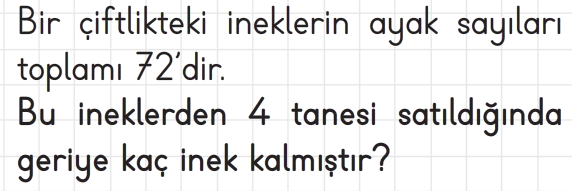 Bir çiftlikteki ineklerin ayak sayıları
toplamı 72'dir.
Bu ineklerden 4 tanesi satıldığında
geriye kaç inek kalmıştır?